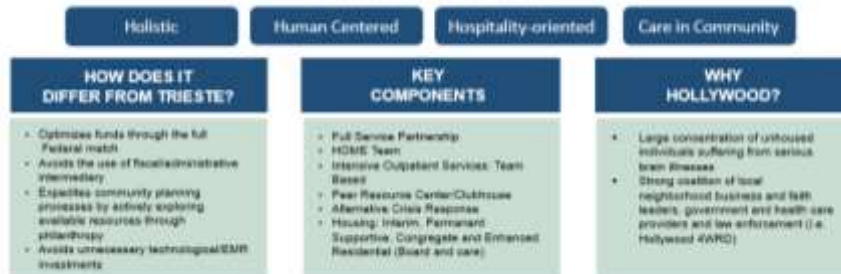 Holistic
Human Centered
Hospitality-oriented
Care in Community
HOW DOES IT
DIFFER FROM TRIESTE?
• Optimizes funds through the full
Federal match
• Avoids the use of fiscal/administrative
intermediary
• Expedites community planning
processes by actively exploring
available resources through
philanthropy
• Avoids unnecessary technological/EMR
investments
KEY
COMPONENTS
• Full Service Partnership
• HOME Team
• Intensive Outpatient Services: Team
Based
• Peer Resource Center/Clubhouse
• Alternative Crisis Response
• Housing: Interim, Permanent
Supportive, Congregate and Enhanced
Residential (Board and care)
WHY
HOLLYWOOD?
• Large concentration of unhoused
individuals suffering from serious
brain illnesses
• Strong coalition of local
neighborhood business and faith
leaders, government and health care
providers and law enforcement (i.e.
Hollywood 4WRD)